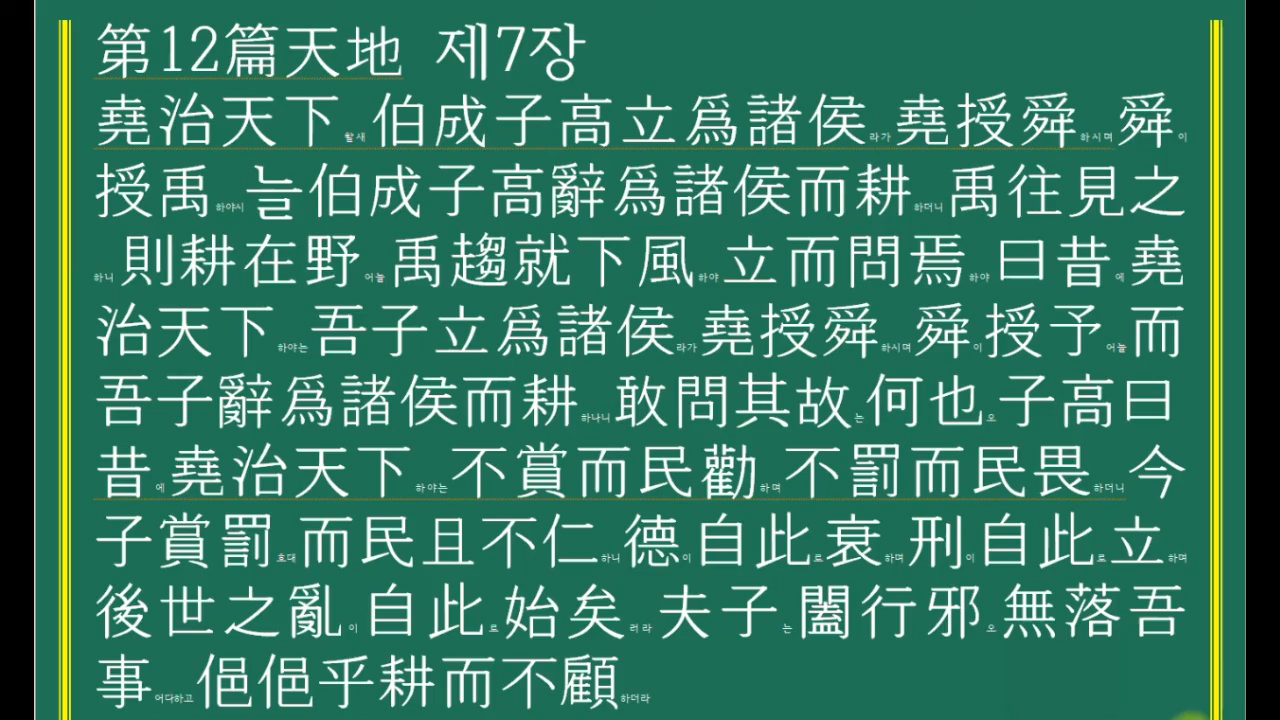 第12篇天地 제7장
堯治天下할새 伯成子高立爲諸侯라가 堯授舜하시며 舜이
授禹하야시 늘伯成子高辭爲諸侯而耕하더니 禹往見之
하니 則耕在野어늘 禹趨就下風하야 立而問焉하야 曰昔에 堯
治天下하야는 吾子立爲諸侯라가 堯授舜하시며 舜이授予어늘 而
吾子辭爲諸侯而耕하나니 敢問其故는何也오 子高曰
昔에堯治天下하야는 不賞而民勸하며 不罰而民畏하더니 今
子賞罰호대 而民且不仁하니 德이自此로衰하며 刑이自此로立하며
後世之亂이 自此로始矣러라 夫子는 闔行邪오 無落吾
事어다하고 俋俋乎耕而不顧하더라